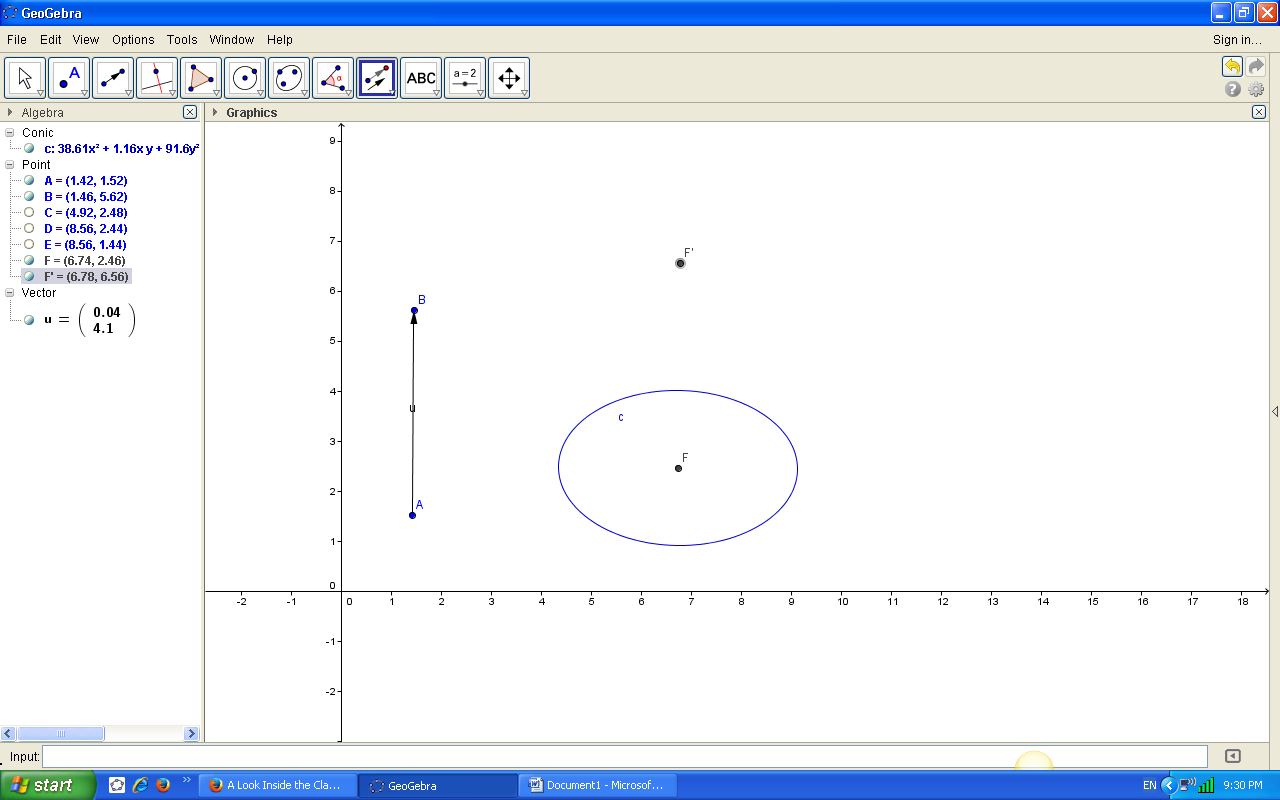 GeoGebra
File Edit View Options Tools Window Help Sign in...
A α ABC a=2
Algebra
Graphics
Conic
c: 38.61x² + 1.16x y + 91.6y²
Point
A = (1.42, 1.52)
B = (1.46, 5.62)
C = (4.92, 2.48)
D = (8.56, 2.44)
E = (8.56, 1.44)
F = (6.74, 2.46)
F' = (6.78, 6.56)
Vector
u = ( 0.04
4.1 )
9
8
7
6
5
4
3
2
1
0
-1
-2
-2 -1 0 1 2 3 4 5 6 7 8 9 10 11 12 13 14 15 16 17 18
F'
B
u
c
F
A
Input:
start A Look Inside the Cla... GeoGebra Document1 - Microsof... EN 9:30 PM